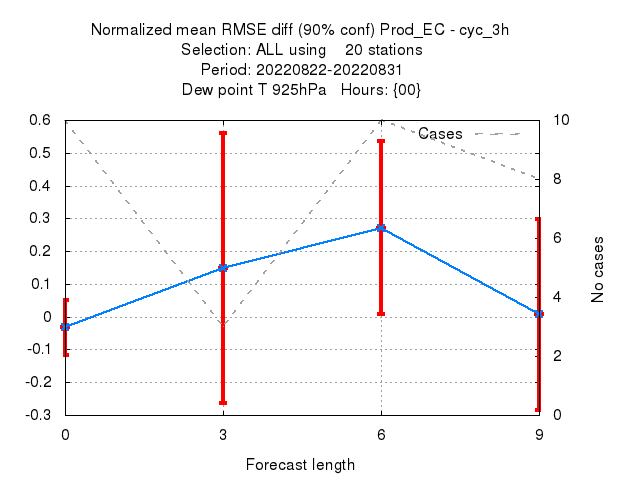 Normalized mean RMSE diff (90% conf) Prod_EC - cyc_3h
Selection: ALL using    20 stations
Period: 20220822-20220831
Dew point T 925hPa   Hours: {00}
0.6
0.5
0.4
0.3
0.2
0.1
0
-0.1
-0.2
-0.3
Cases
10
8
6
4
2
0
No cases
0 3 6 9
Forecast length